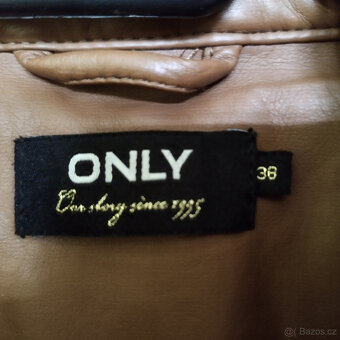 ONLY
Our story since 1995
38
© Bazos.cz